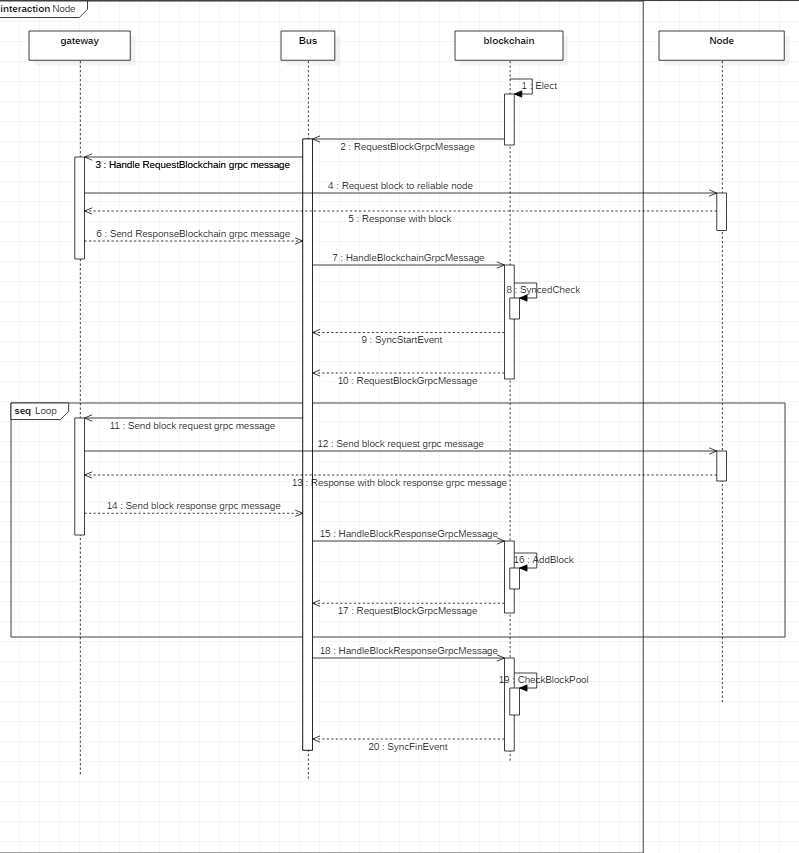 interaction Node
gateway
Bus
blockchain
Node
1 : Elect
2 : RequestBlockGrpcMessage
3 : Handle RequestBlockchain grpc message
4 : Request block to reliable node
5 : Response with block
6 : Send ResponseBlockchain grpc message
7 : HandleBlockchainGrpcMessage
8 : SyncedCheck
9 : SyncStartEvent
10 : RequestBlockGrpcMessage
seq Loop
11 : Send block request grpc message
12 : Send block request grpc message
13 : Response with block response grpc message
14 : Send block response grpc message
15 : HandleBlockResponseGrpcMessage
16 : AddBlock
17 : RequestBlockGrpcMessage
18 : HandleBlockResponseGrpcMessage
19 : CheckBlockPool
20 : SyncFinEvent